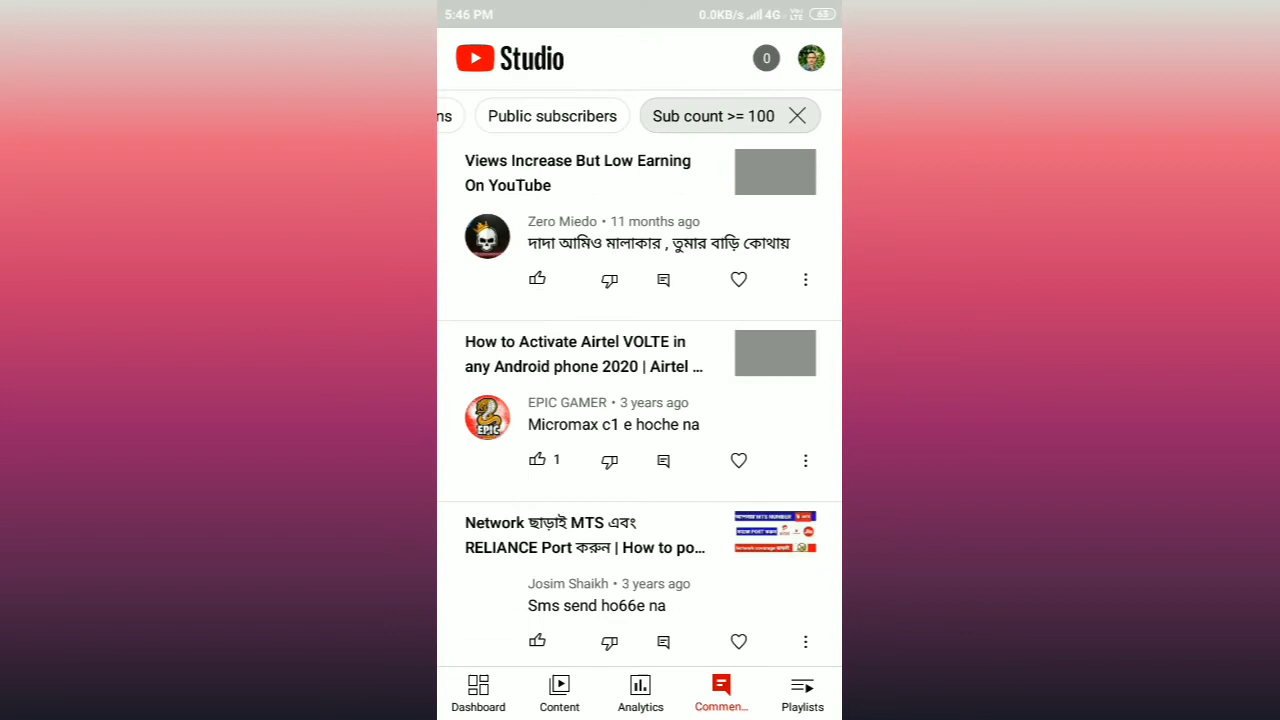 5:46 PM 0.0KB/s 4G VoLTE 63
Studio 0
ns Public subscribers Sub count >= 100
Views Increase But Low Earning
On YouTube
Zero Miedo • 11 months ago
দাদা আমিও মালাকার , তুমার বাড়ি কোথায়
How to Activate Airtel VOLTE in
any Android phone 2020 | Airtel ...
EPIC GAMER • 3 years ago
EPIC
Micromax c1 e hoche na
1
Network ছাড়াই MTS এবং
RELIANCE Port করুন | How to po...
Josim Shaikh • 3 years ago
Sms send ho66e na
Dashboard Content Analytics Commen... Playlists